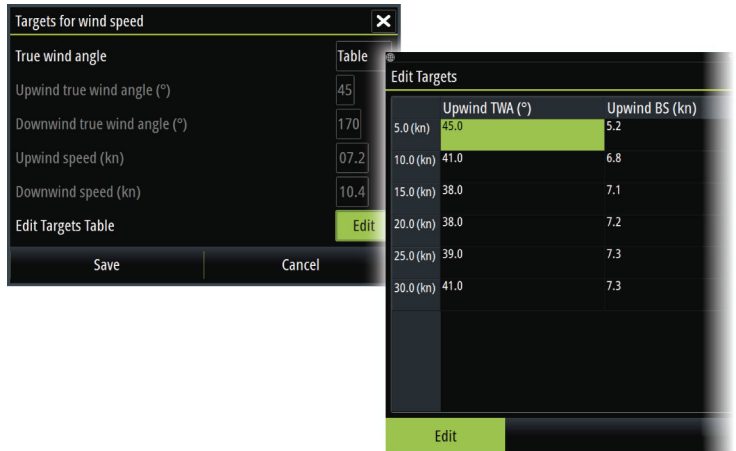 Targets for wind speed
True wind angle Table
Upwind true wind angle (°) 45
Downwind true wind angle (°) 170
Upwind speed (kn) 07.2
Downwind speed (kn) 10.4
Edit Targets Table Edit
Save Cancel
Edit Targets
Upwind TWA (°) Upwind BS (kn)
5.0 (kn) 45.0 5.2
10.0 (kn) 41.0 6.8
15.0 (kn) 38.0 7.1
20.0 (kn) 38.0 7.2
25.0 (kn) 39.0 7.3
30.0 (kn) 41.0 7.3
Edit